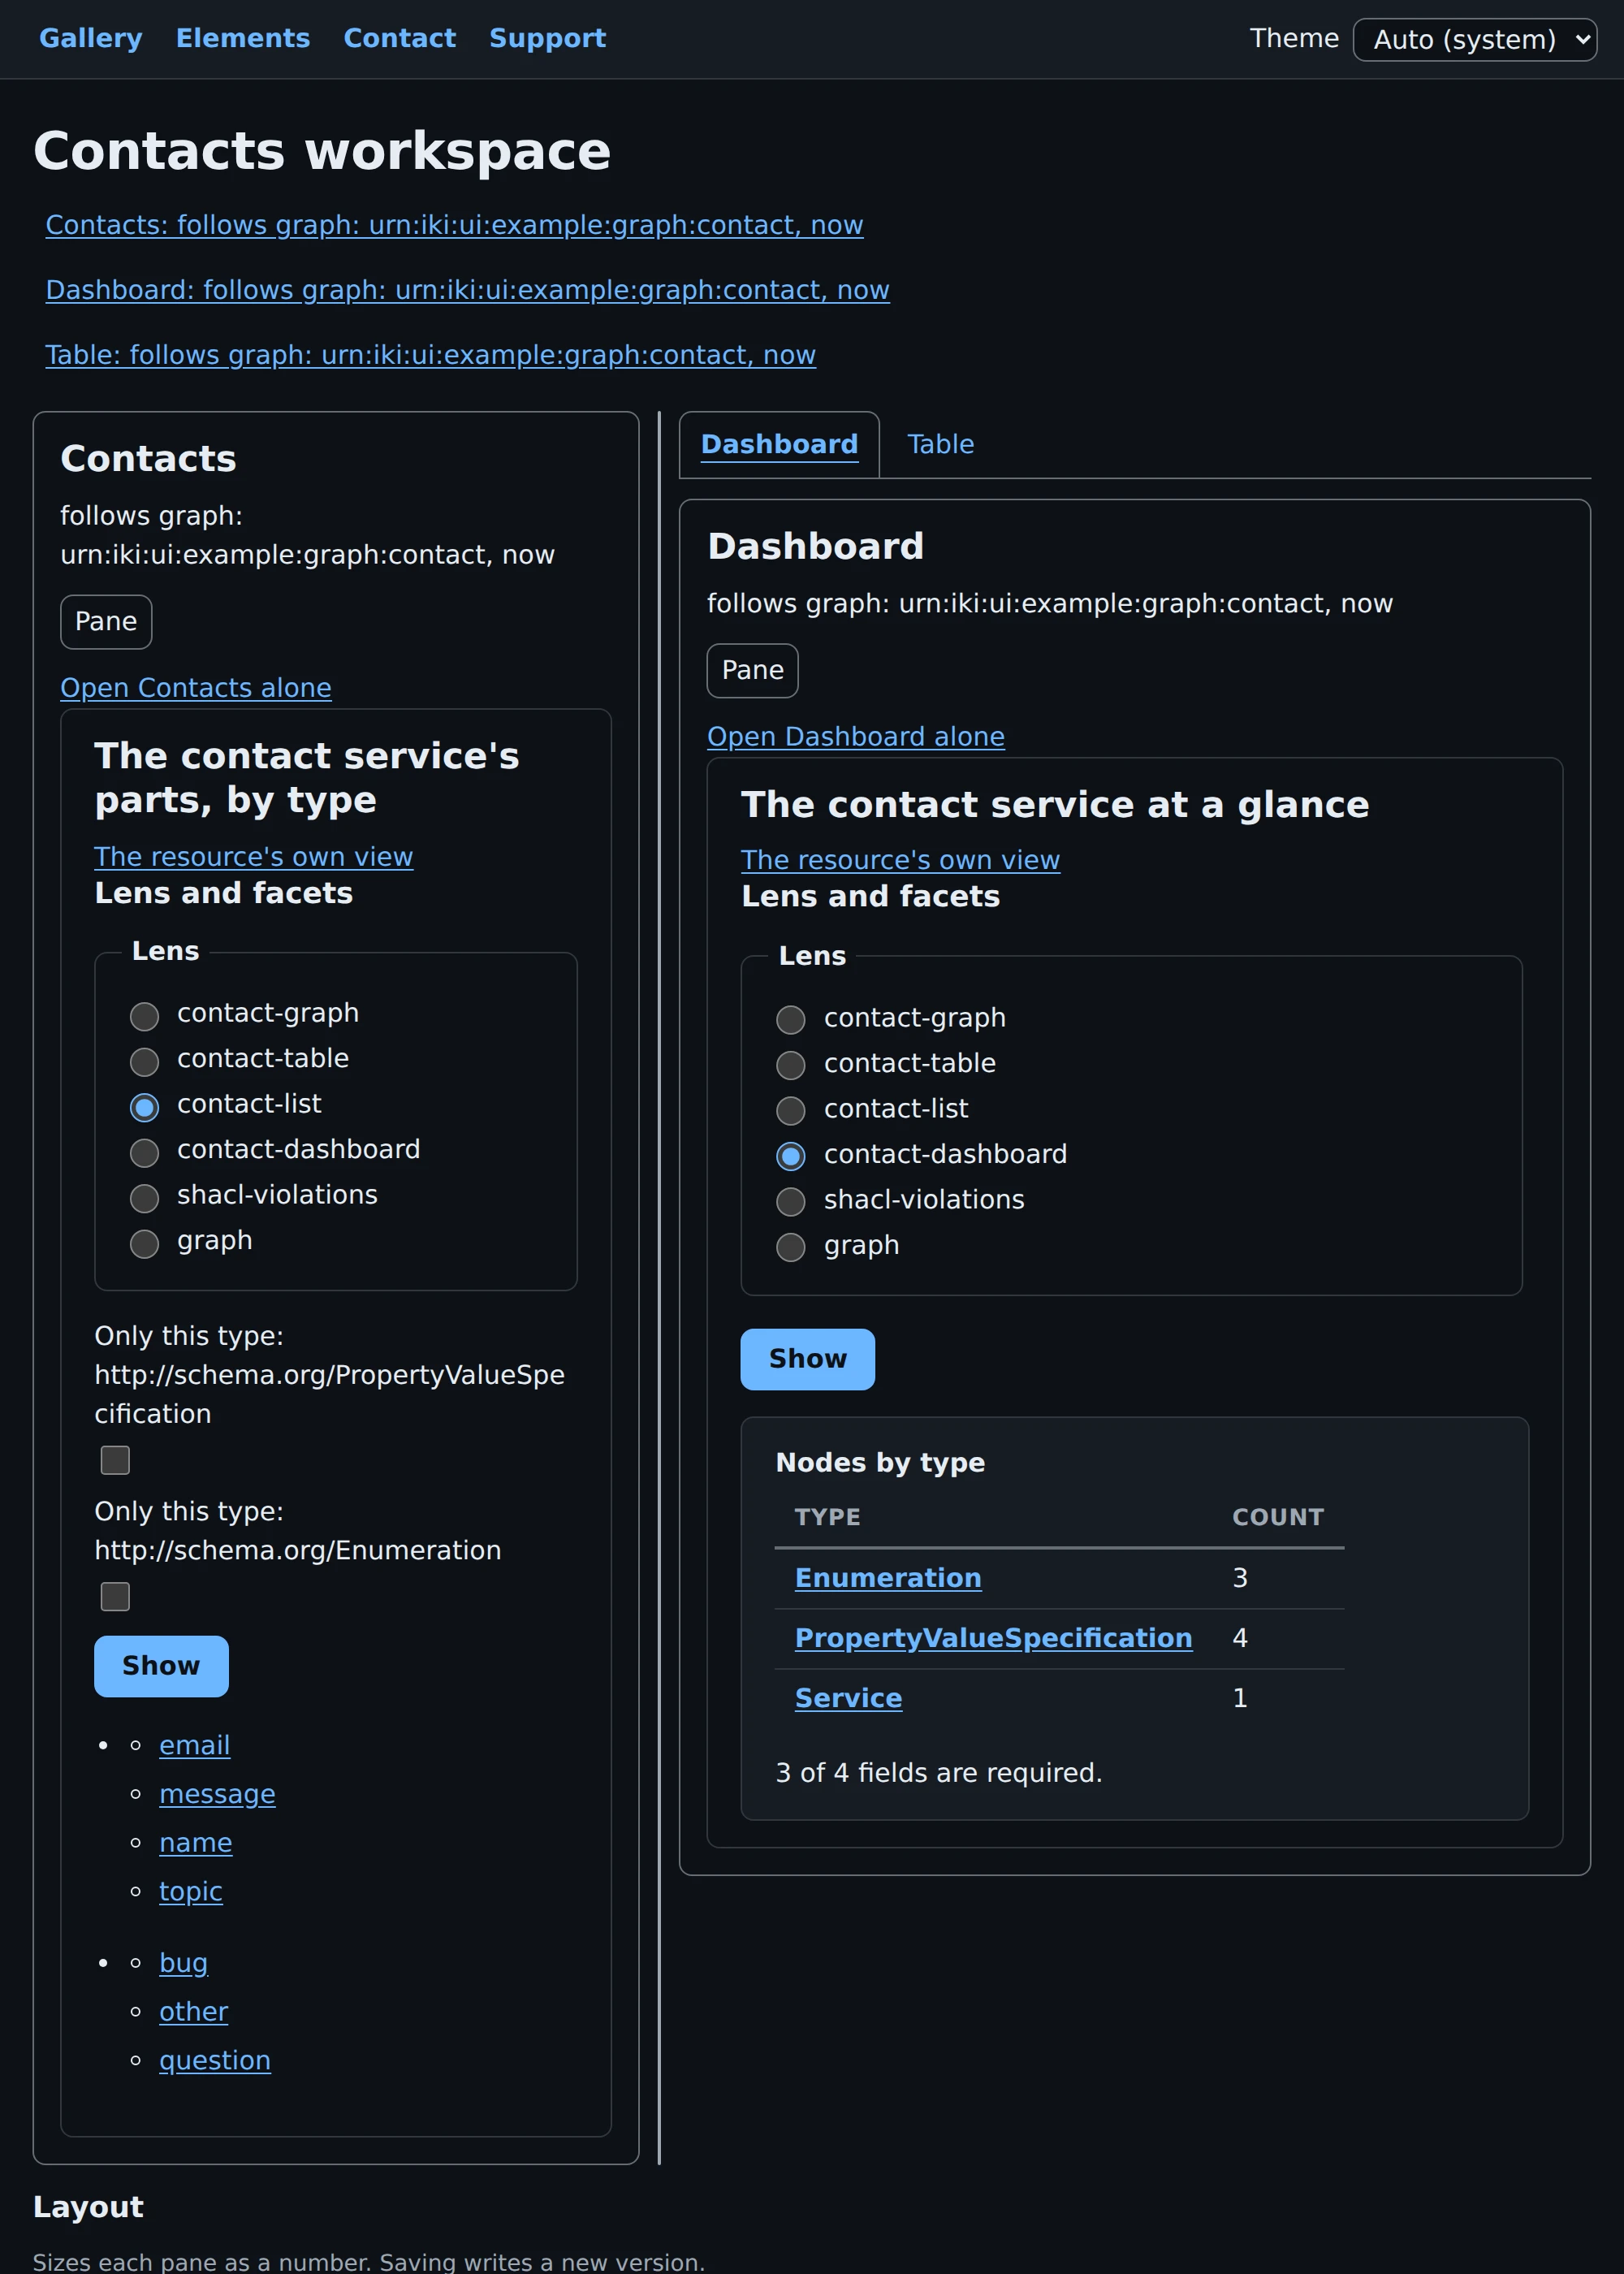 Gallery Elements Contact Support Theme Auto (system)
Contacts workspace
Contacts: follows graph: urn:iki:ui:example:graph:contact, now
Dashboard: follows graph: urn:iki:ui:example:graph:contact, now
Table: follows graph: urn:iki:ui:example:graph:contact, now
Contacts
follows graph:
urn:iki:ui:example:graph:contact, now
Pane
Open Contacts alone
The contact service's
parts, by type
The resource's own view
Lens and facets
Lens
contact-graph
contact-table
contact-list
contact-dashboard
shacl-violations
graph
Only this type:
http://schema.org/PropertyValueSpe
cification
Only this type:
http://schema.org/Enumeration
Show
email
message
name
topic
bug
other
question
Dashboard Table
Dashboard
follows graph: urn:iki:ui:example:graph:contact, now
Pane
Open Dashboard alone
The contact service at a glance
The resource's own view
Lens and facets
Lens
contact-graph
contact-table
contact-list
contact-dashboard
shacl-violations
graph
Show
Nodes by type
TYPE COUNT
Enumeration 3
PropertyValueSpecification 4
Service 1
3 of 4 fields are required.
Layout
Sizes each pane as a number. Saving writes a new version.